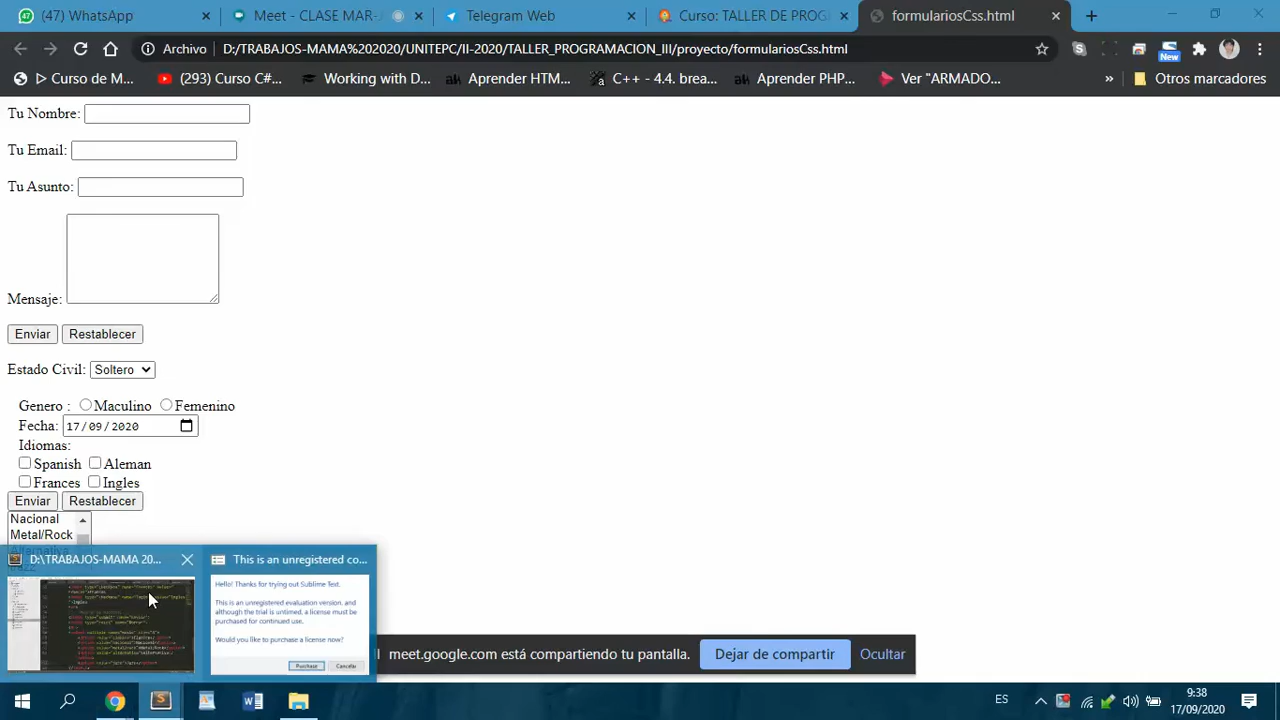 (47) WhatsApp
Meet - CLASE MAR-
Telegram Web
Curso: TALLER DE PROG
formulariosCss.html
Archivo
D:/TRABAJOS-MAMA%202020/UNITEPC/II-2020/TALLER_PROGRAMACION_III/proyecto/formulariosCss.html
New
▷ Curso de M...
(293) Curso C#...
Working with D...
Aprender HTM...
C++ - 4.4. brea...
Aprender PHP...
Ver "ARMADO...
»
Otros marcadores
Tu Nombre:
Tu Email:
Tu Asunto:
Mensaje:
Enviar Restablecer
Estado Civil: Soltero
Genero : Maculino Femenino
Fecha: 17/09/2020
Idiomas:
Spanish Aleman
Frances Ingles
Enviar Restablecer
Nacional
Metal/Rock
D:\TRABAJOS-MAMA 20...
This is an unregistered co...
Hello! Thanks for trying out Sublime Text.
This is an unregistered evaluation version, and
although the trial is untimed, a license must be
purchased for continued use.
Would you like to purchase a license now?
Purchase Cancelar
meet.google.com está compartiendo tu pantalla.
Dejar de compartir
Ocultar
ES
9:38
17/09/2020